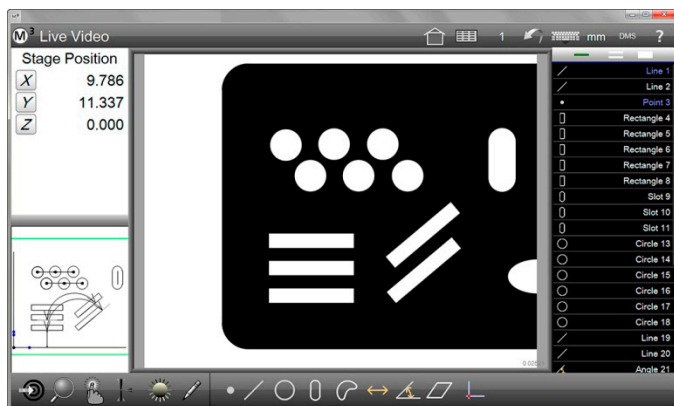 M3 Live Video
1 mm DMS ?
Stage Position
X 9.786
Y 11.337
Z 0.000
Line 1
Line 2
Point 3
Rectangle 4
Rectangle 5
Rectangle 6
Rectangle 7
Rectangle 8
Slot 9
Slot 10
Slot 11
Circle 13
Circle 14
Circle 15
Circle 16
Circle 17
Circle 18
Line 19
Line 20
Angle 21